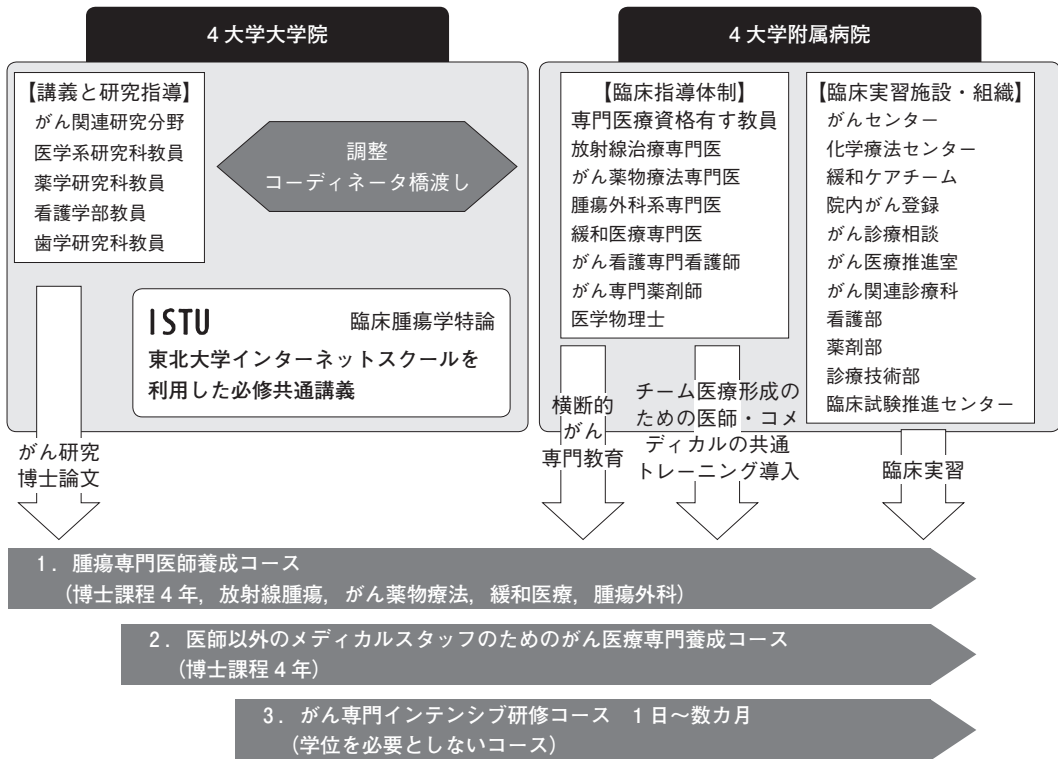 4大学大学院
【講義と研究指導】
がん関連研究分野
医学系研究科教員
薬学研究科教員
看護学部教員
歯学研究科教員
調整
コーディネータ橋渡し
ISTU 臨床腫瘍学特論
東北大学インターネットスクールを
利用した必修共通講義
がん研究
博士論文
4大学附属病院
【臨床指導体制】
専門医療資格有す教員
放射線治療専門医
がん薬物療法専門医
腫瘍外科系専門医
緩和医療専門医
がん看護専門看護師
がん専門薬剤師
医学物理士
【臨床実習施設・組織】
がんセンター
化学療法センター
緩和ケアチーム
院内がん登録
がん診療相談
がん医療推進室
がん関連診療科
看護部
薬剤部
診療技術部
臨床試験推進センター
横断的
がん
専門教育
チーム医療形成の
ための医師・コメ
ディカルの共通
トレーニング導入
臨床実習
1．腫瘍専門医師養成コース
(博士課程4年，放射線腫瘍，がん薬物療法，緩和医療，腫瘍外科)
2．医師以外のメディカルスタッフのためのがん医療専門養成コース
(博士課程4年)
3．がん専門インテンシブ研修コース　1日～数カ月
(学位を必要としないコース)